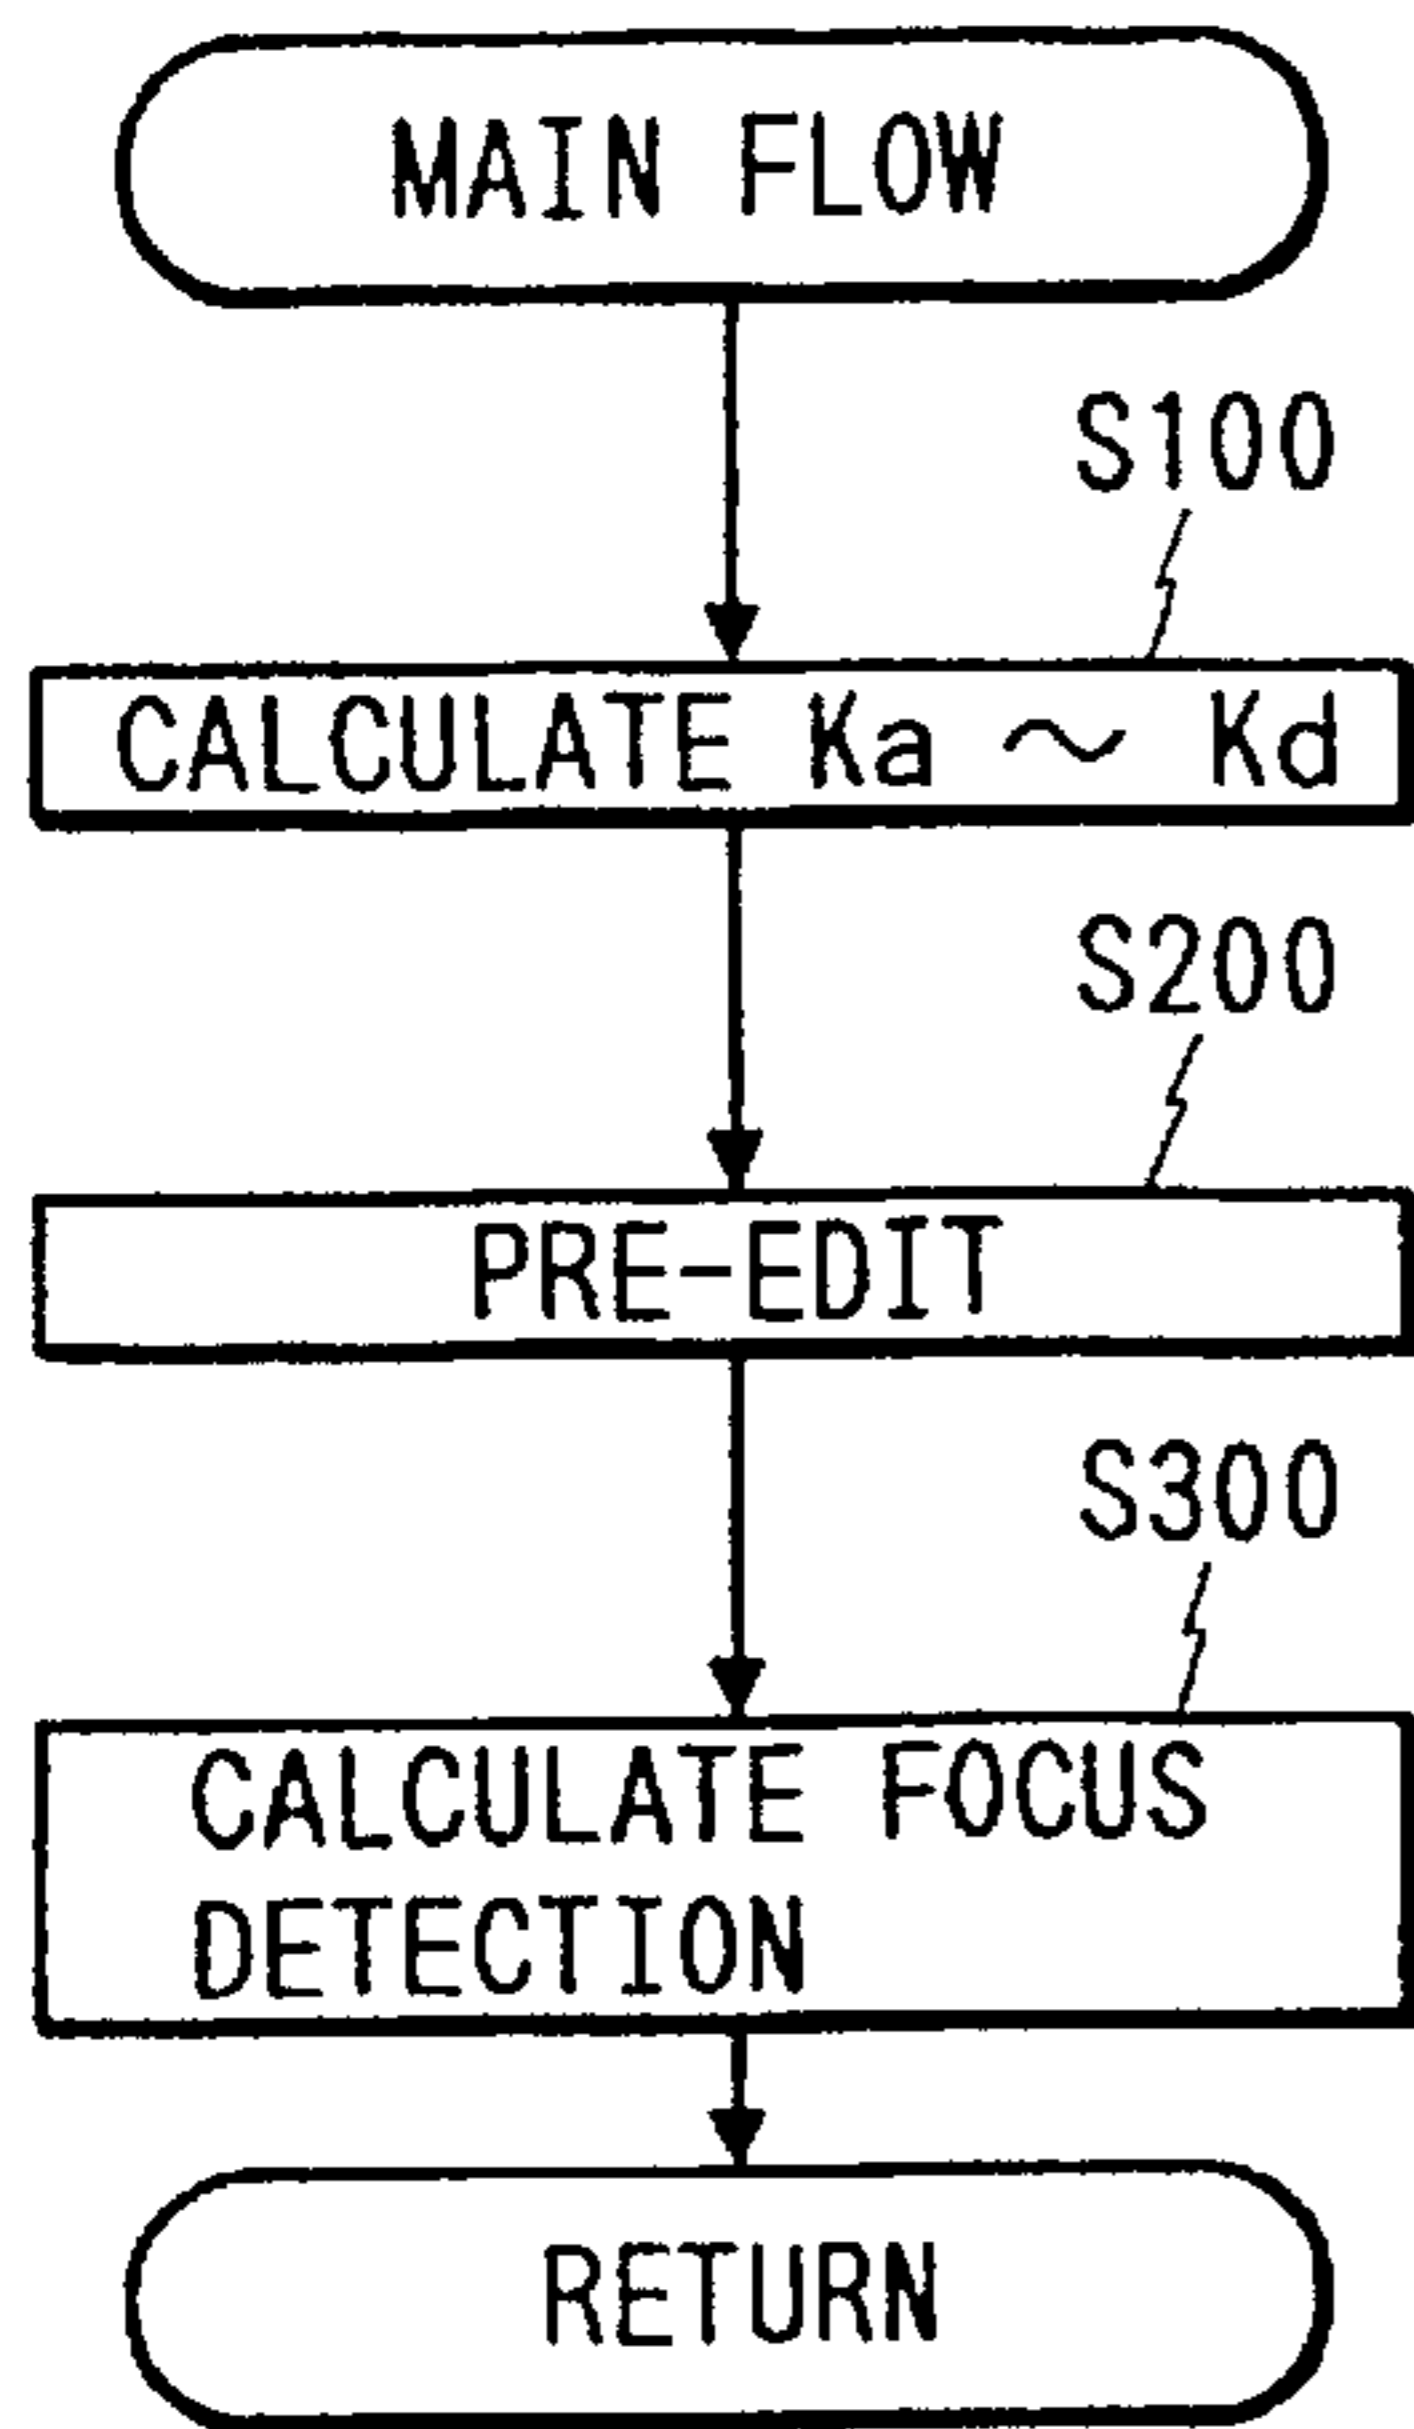 MAIN FLOW
S100
CALCULATE Ka ～ Kd
S200
PRE-EDIT
S300
CALCULATE FOCUS
DETECTION
RETURN